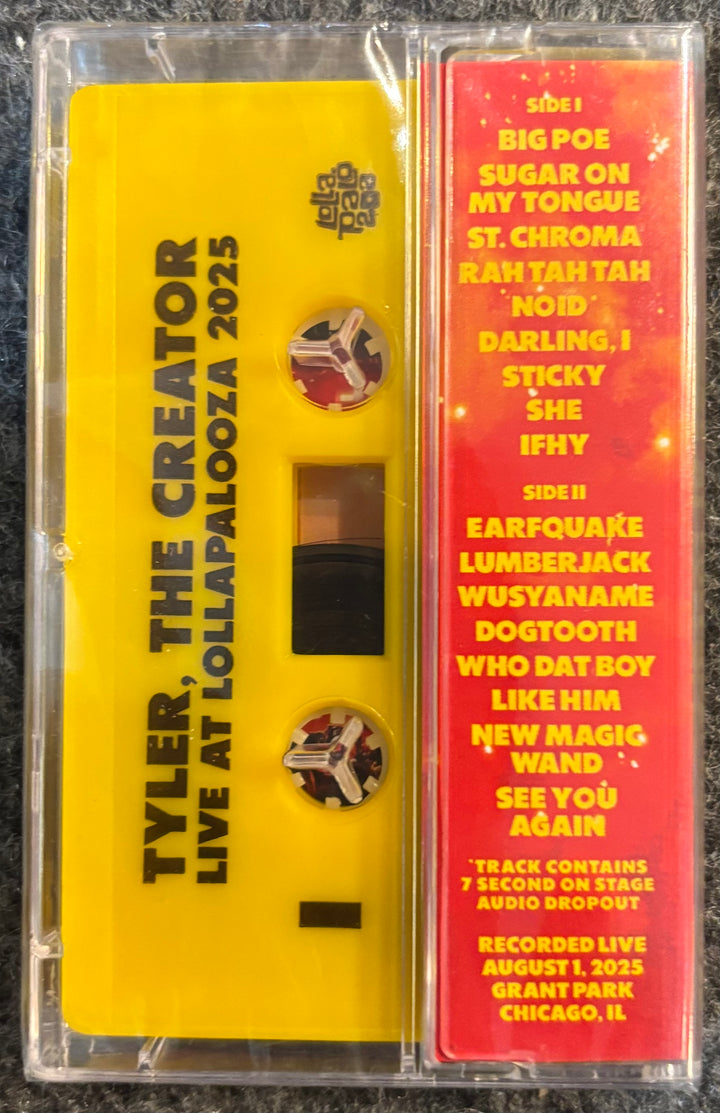 TYLER, THE CREATOR
LIVE AT LOLLAPALOOZA 2025
lolla
palo
oza
I
SIDE I
BIG POE
SUGAR ON
MY TONGUE
ST. CHROMA
RAH TAH TAH
NOID*
DARLING, I
STICKY
SHE
IFHY
SIDE II
EARFQUAKE
LUMBERJACK
WUSYANAME
DOGTOOTH
WHO DAT BOY
LIKE HIM
NEW MAGIC
WAND
SEE YOU
AGAIN
*TRACK CONTAINS
7 SECOND ON STAGE
AUDIO DROPOUT
RECORDED LIVE
AUGUST 1, 2025
GRANT PARK
CHICAGO, IL